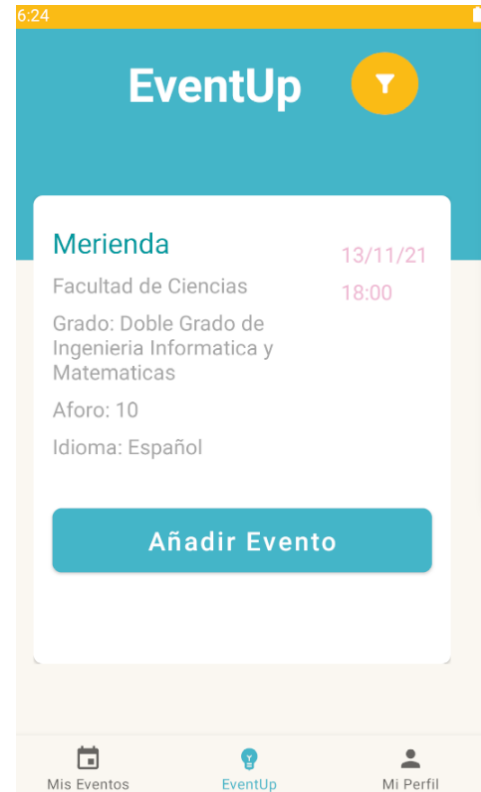 6:24
EventUp
Merienda
13/11/21
Facultad de Ciencias
18:00
Grado: Doble Grado de
Ingenieria Informatica y
Matematicas
Aforo: 10
Idioma: Español
Añadir Evento
Mis Eventos
EventUp
Mi Perfil